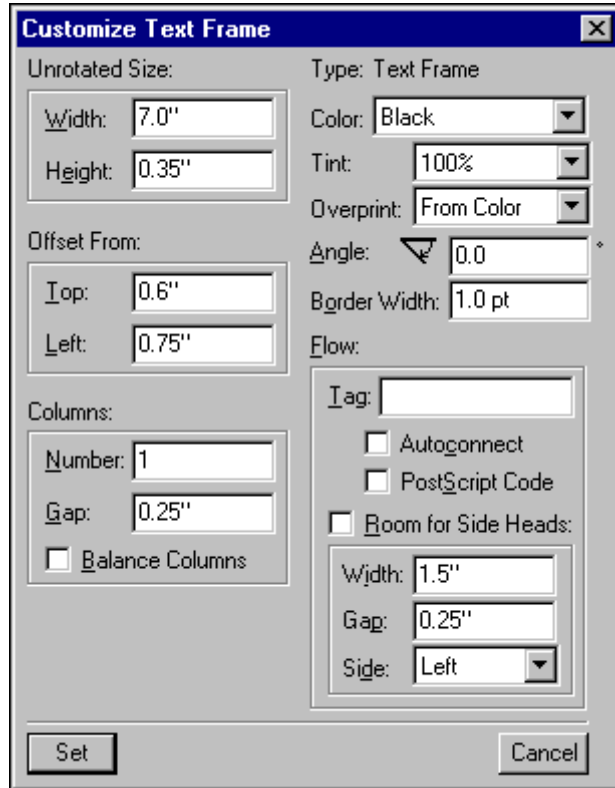 Customize Text Frame
Unrotated Size:
Width: 7.0"
Height: 0.35"
Offset From:
Top: 0.6"
Left: 0.75"
Columns:
Number: 1
Gap: 0.25"
Balance Columns
Type: Text Frame
Color: Black
Tint: 100%
Overprint: From Color
Angle: 0.0 °
Border Width: 1.0 pt
Flow:
Tag:
Autoconnect
PostScript Code
Room for Side Heads:
Width: 1.5"
Gap: 0.25"
Side: Left
Set
Cancel